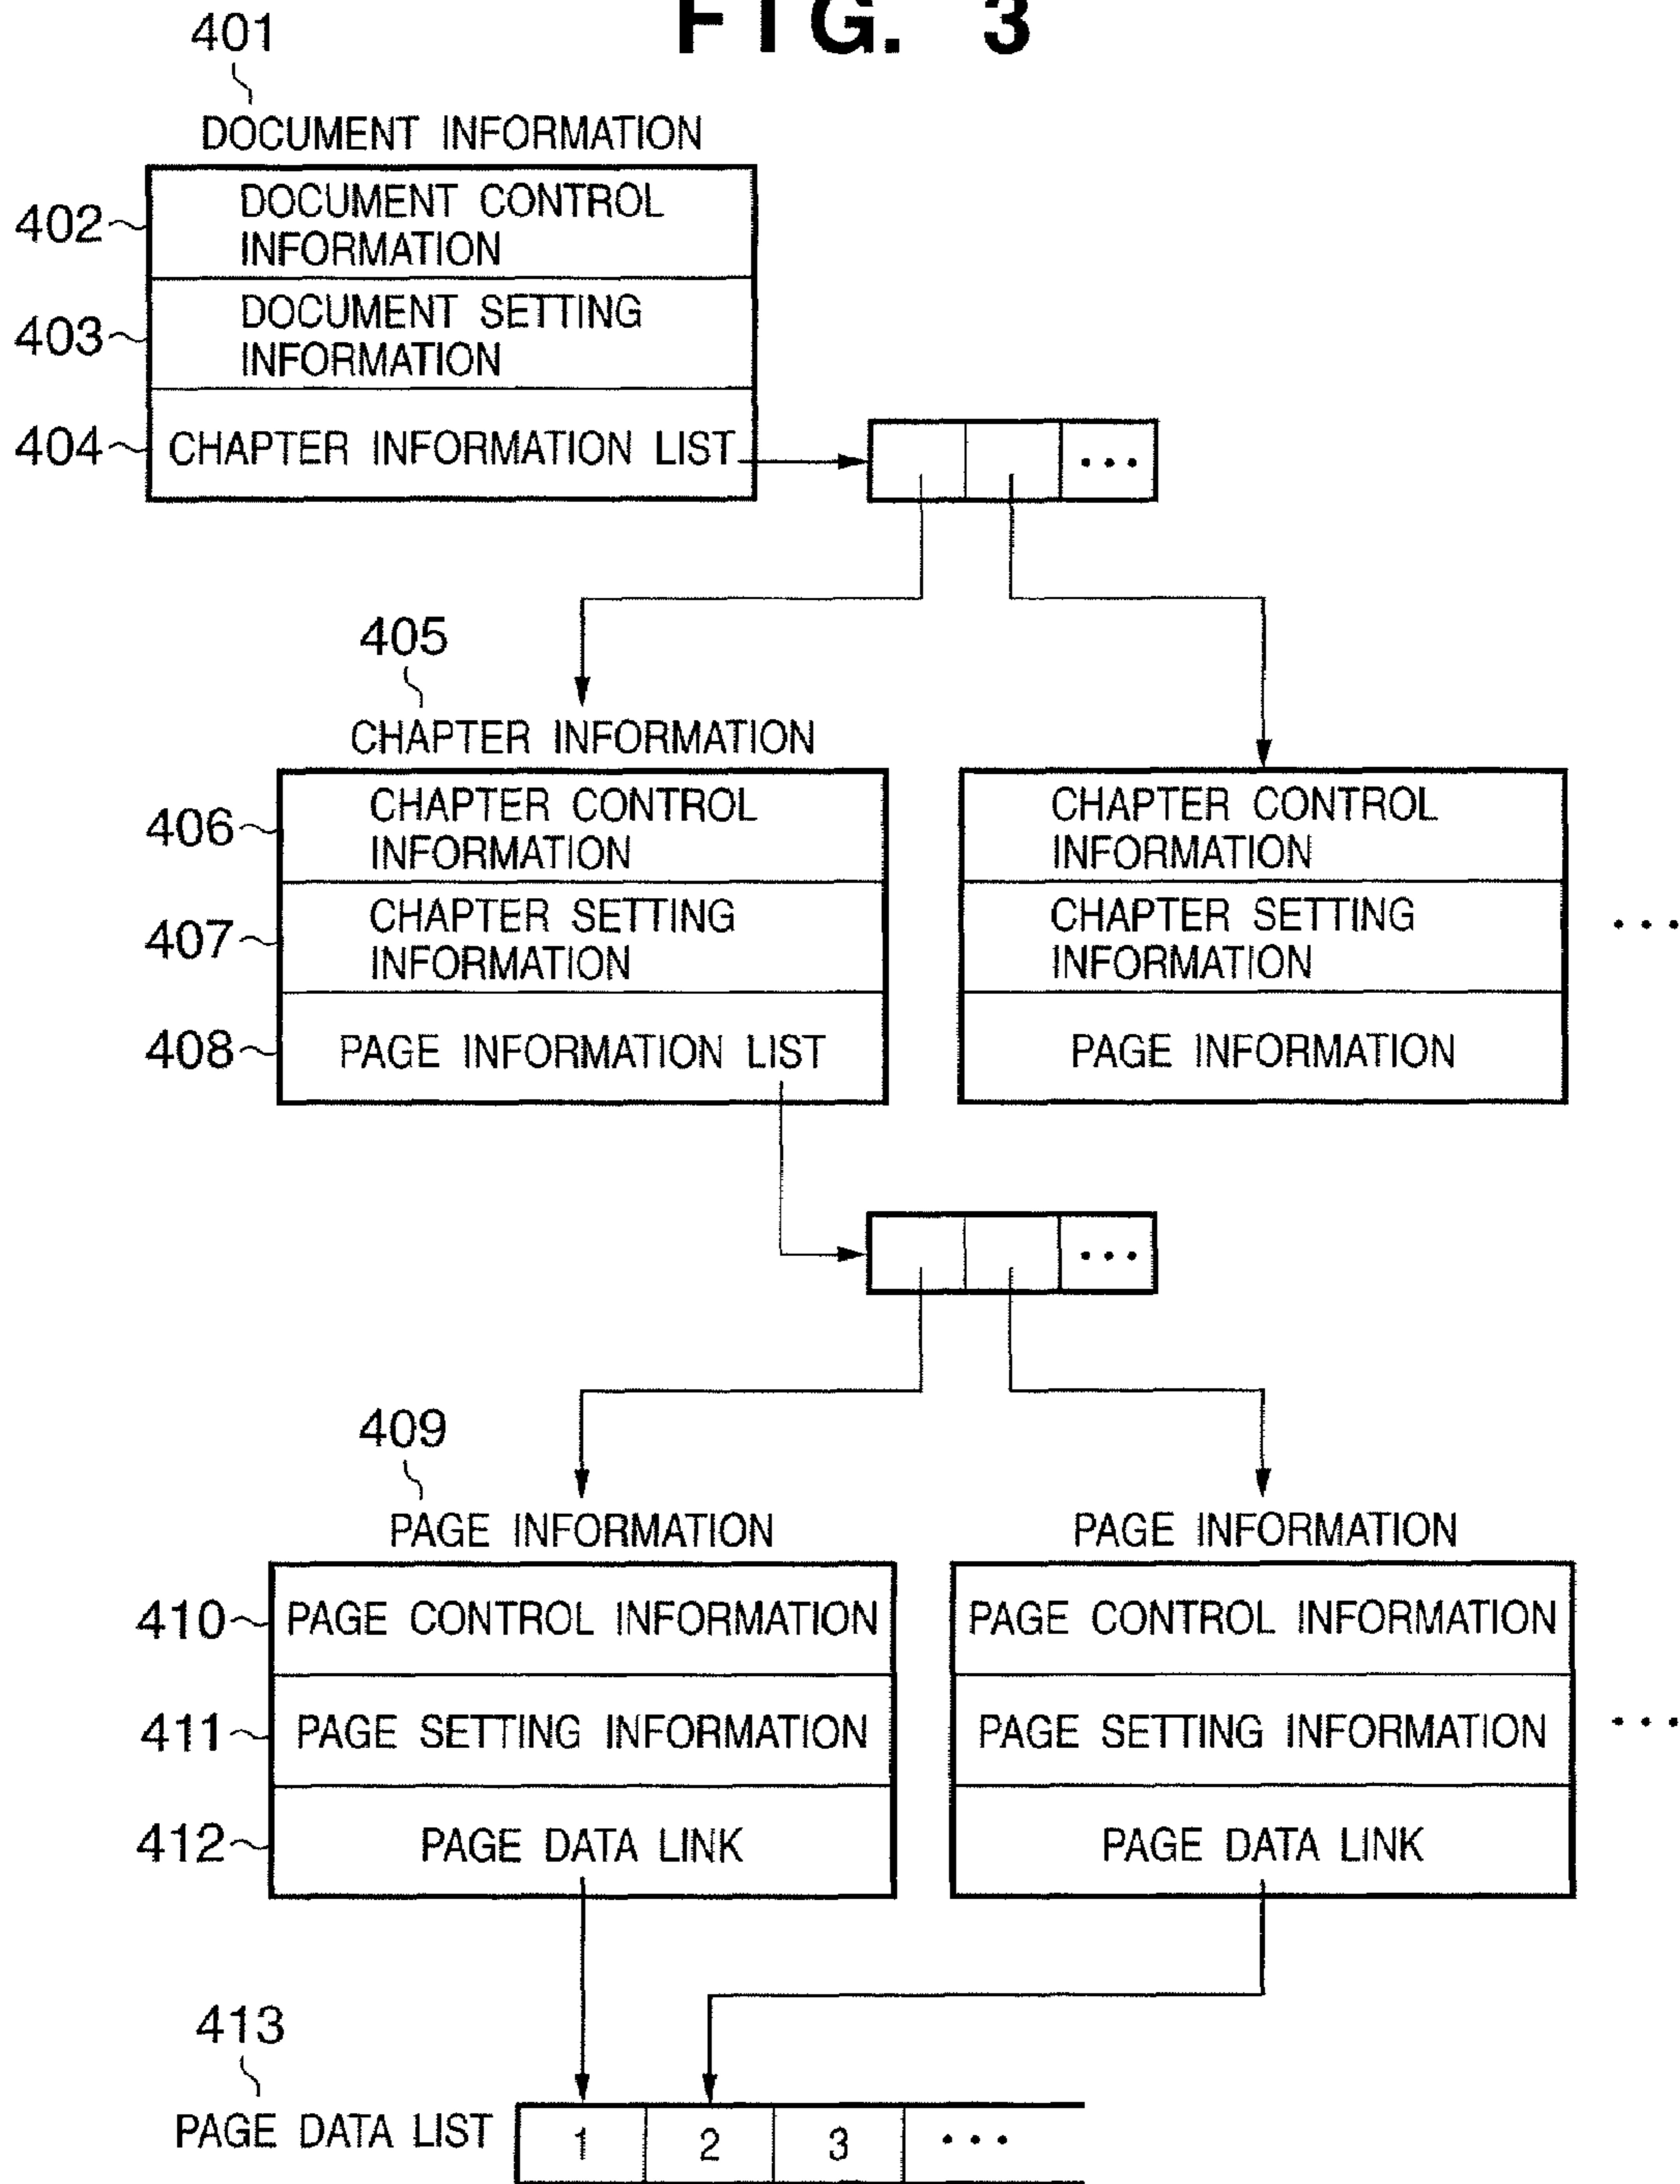 FIG. 3
401
DOCUMENT INFORMATION
402
DOCUMENT CONTROL
INFORMATION
403
DOCUMENT SETTING
INFORMATION
404
CHAPTER INFORMATION LIST
...
405
CHAPTER INFORMATION
406
CHAPTER CONTROL
INFORMATION
CHAPTER CONTROL
INFORMATION
407
CHAPTER SETTING
INFORMATION
CHAPTER SETTING
INFORMATION
...
408
PAGE INFORMATION LIST
PAGE INFORMATION
...
409
PAGE INFORMATION
PAGE INFORMATION
410
PAGE CONTROL INFORMATION
PAGE CONTROL INFORMATION
411
PAGE SETTING INFORMATION
PAGE SETTING INFORMATION
...
412
PAGE DATA LINK
PAGE DATA LINK
413
PAGE DATA LIST
1 2 3 ...